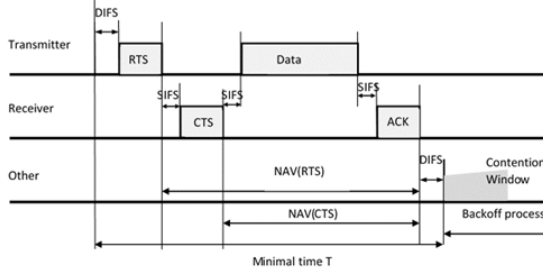 DIFS
Transmitter
RTS
Data
SIFS
SIFS
SIFS
Receiver
CTS
ACK
DIFS
Contention
Window
Other
NAV(RTS)
NAV(CTS)
Backoff process
Minimal time T